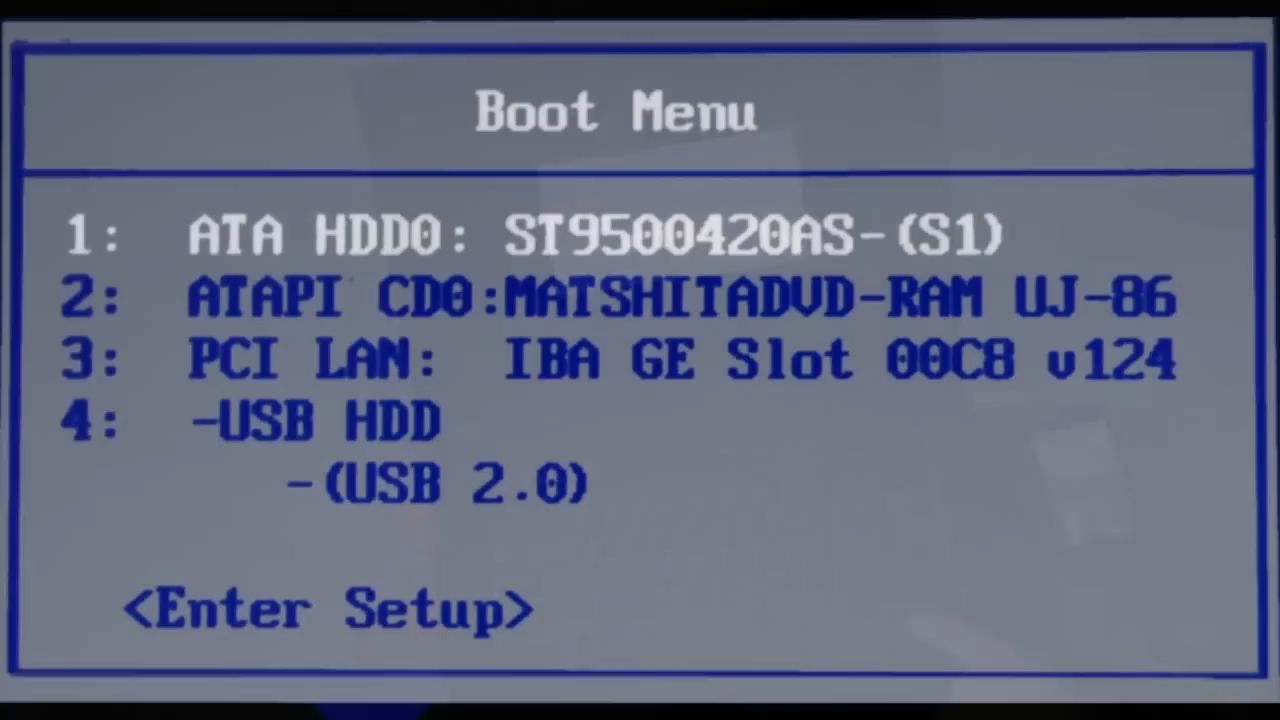 Boot Menu
1: ATA HDD0: ST9500420AS-(S1)
2: ATAPI CD0:MATSHITADVD-RAM UJ-86
3: PCI LAN: IBA GE Slot 00C8 v124
4: -USB HDD
-(USB 2.0)
<Enter Setup>